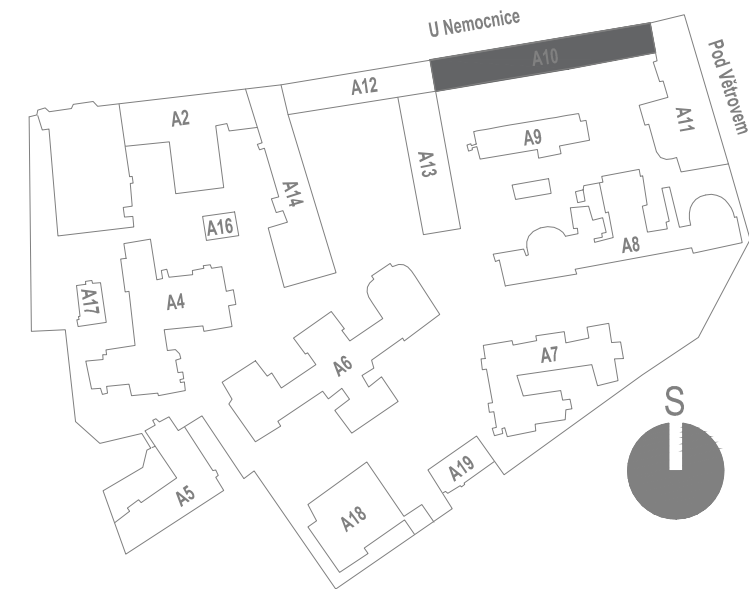 U Nemocnice
Pod Větrovem
A10
A12
A2
A11
A9
A13
A14
A16
A8
A17
A4
A7
A6
S
A19
A5
A18